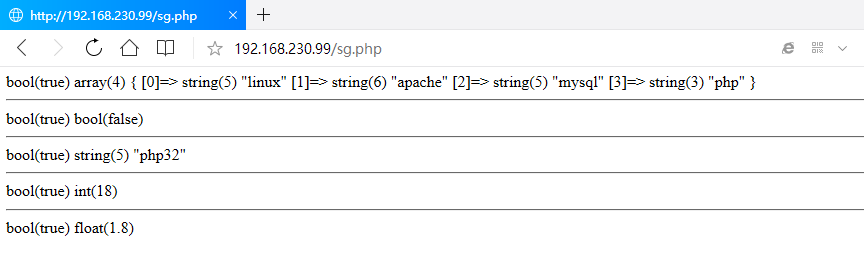 http://192.168.230.99/sg.php
192.168.230.99/sg.php
bool(true) array(4) { [0]=> string(5) "linux" [1]=> string(6) "apache" [2]=> string(5) "mysql" [3]=> string(3) "php" }
bool(true) bool(false)
bool(true) string(5) "php32"
bool(true) int(18)
bool(true) float(1.8)